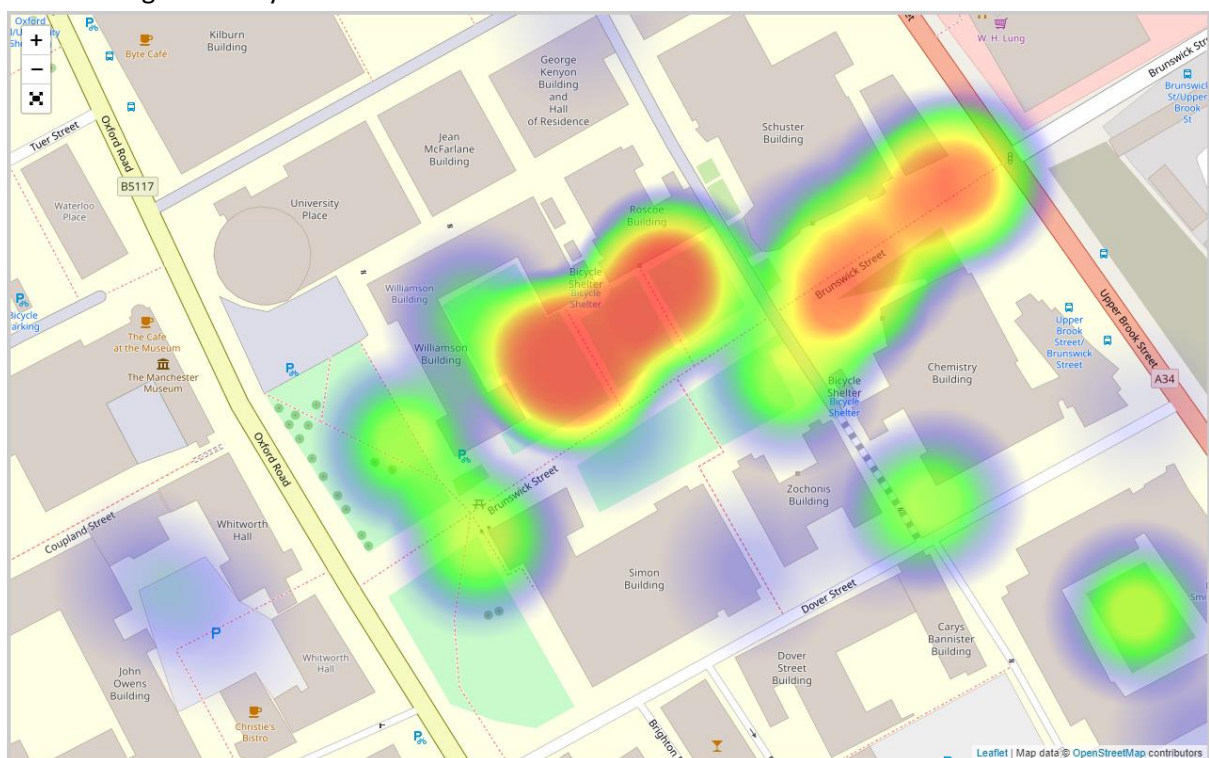 Oxford
Kilburn
Building
Byte Café
+
−
George
Kenyon
Building
and
Hall
of Residence
W. H. Lung
Brunswick
St/Upper
Brook
St
Tuer Street
Oxford Road
Jean
McFarlane
Building
Schuster
Building
B5117
Waterloo
Place
University
Place
Roscoe
Building
Bicycle
Shelter
Bicycle
Shelter
Brunswick Street
Williamson
Building
Williamson
Building
The Cafe
at the Museum
The Manchester
Museum
Upper
Brook
Street/
Brunswick
Street
Upper Brook Street
A34
Chemistry
Building
Bicycle
Shelter
Bicycle
Shelter
Oxford Road
Brunswick Street
Coupland Street
Whitworth
Hall
Zochonis
Building
Simon
Building
Dover Street
P
Whitworth
Hall
John
Owens
Building
Christie's
Bistro
Carys
Bannister
Building
Dover
Street
Building
Brighton
Leaflet | Map data © OpenStreetMap contributors